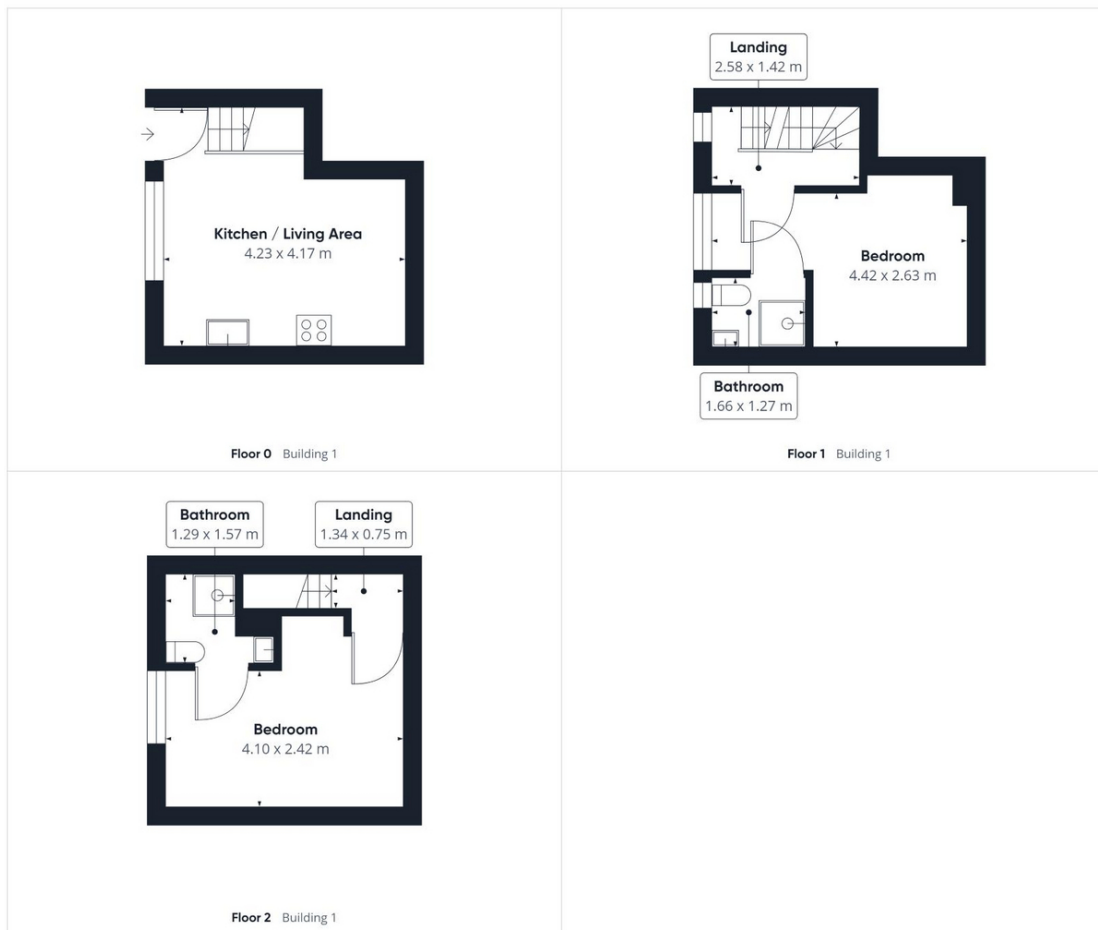 Kitchen / Living Area
4.23 x 4.17 m
Floor 0 Building 1
Landing
2.58 x 1.42 m
Bedroom
4.42 x 2.63 m
Bathroom
1.66 x 1.27 m
Floor 1 Building 1
Bathroom
1.29 x 1.57 m
Landing
1.34 x 0.75 m
Bedroom
4.10 x 2.42 m
Floor 2 Building 1